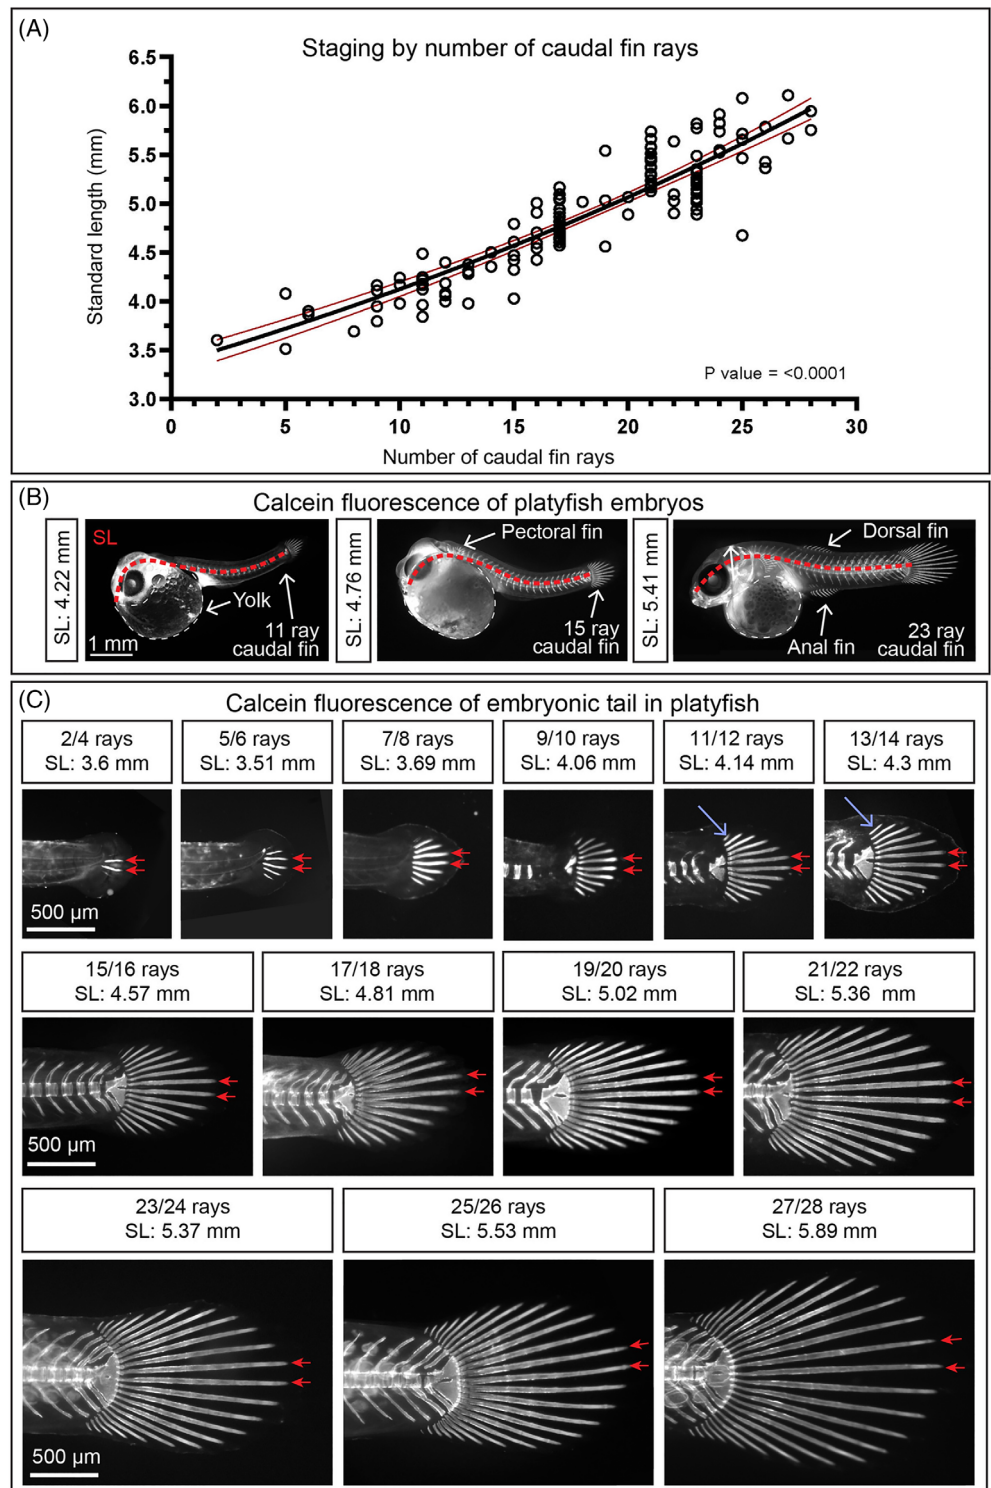 (A)
Staging by number of caudal fin rays
Standard length (mm)
6.5
6.0
5.5
5.0
4.5
4.0
3.5
3.0
P value = <0.0001
0 5 10 15 20 25 30
Number of caudal fin rays
(B)
Calcein fluorescence of platyfish embryos
SL: 4.22 mm
SL
Yolk
1 mm
11 ray
caudal fin
SL: 4.76 mm
Pectoral fin
15 ray
caudal fin
SL: 5.41 mm
Dorsal fin
Anal fin
23 ray
caudal fin
(C)
Calcein fluorescence of embryonic tail in platyfish
2/4 rays
SL: 3.6 mm
5/6 rays
SL: 3.51 mm
7/8 rays
SL: 3.69 mm
9/10 rays
SL: 4.06 mm
11/12 rays
SL: 4.14 mm
13/14 rays
SL: 4.3 mm
500 µm
15/16 rays
SL: 4.57 mm
17/18 rays
SL: 4.81 mm
19/20 rays
SL: 5.02 mm
21/22 rays
SL: 5.36 mm
500 µm
23/24 rays
SL: 5.37 mm
25/26 rays
SL: 5.53 mm
27/28 rays
SL: 5.89 mm
500 µm